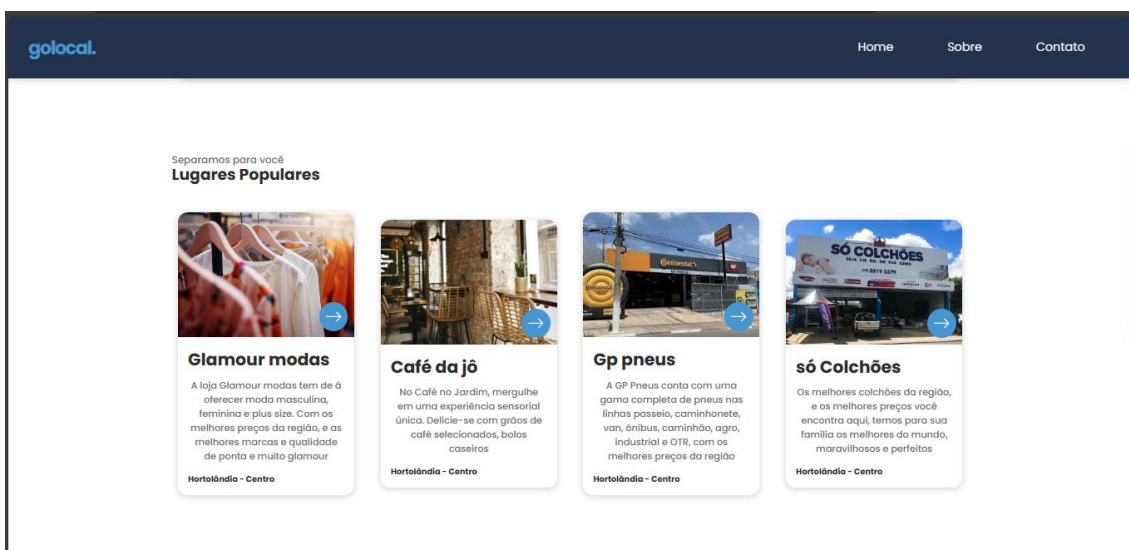 golocal.
Home Sobre Contato
Separamos para você
Lugares Populares
Continental
GP PNEUS
SÓ COLCHÕES
3819 5579
Glamour modas
A loja Glamour modas tem de á
oferecer moda masculina,
feminina e plus size. Com os
melhores preços da região, e as
melhores marcas e qualidade
de ponta e muito glamour
Hortolândia - Centro
Café da jô
No Café no Jardim, mergulhe
em uma experiência sensorial
única. Delicie-se com grãos de
café selecionados, bolos
caseiros
Hortolândia - Centro
Gp pneus
A GP Pneus conta com uma
gama completa de pneus nas
linhas passeio, caminhonete,
van, ônibus, caminhão, agro,
industrial e OTR, com os
melhores preços da região
Hortolândia - Centro
só Colchões
Os melhores colchões da região,
e os melhores preços você
encontra aqui, temos para sua
família os melhores do mundo,
maravilhosos e perfeitos
Hortolândia - Centro